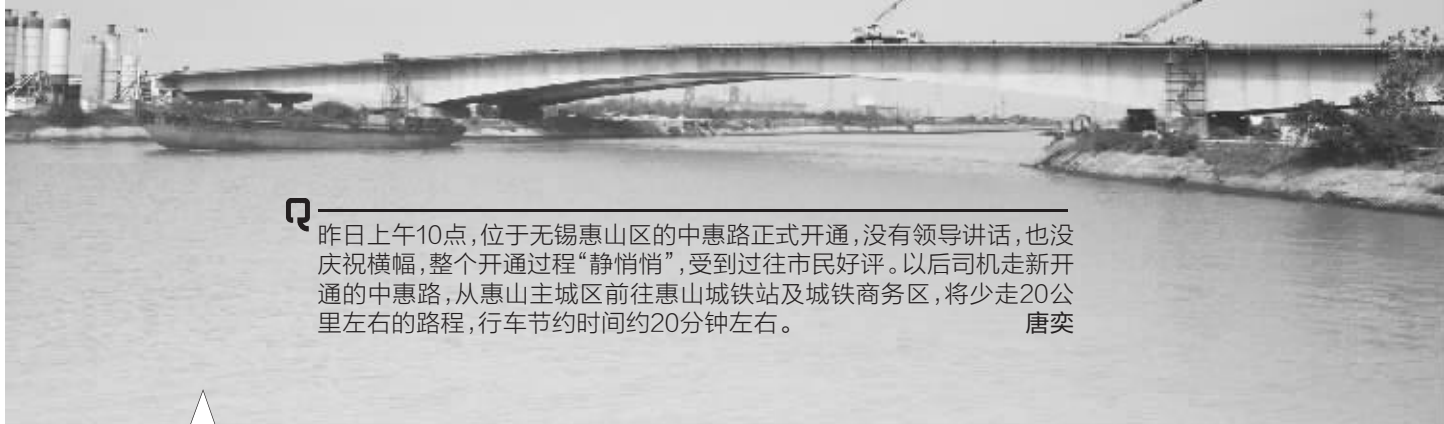 昨日上午10点,位于无锡惠山区的中惠路正式开通,没有领导讲话,也没
庆祝横幅,整个开通过程“静悄悄”,受到过往市民好评。以后司机走新开
通的中惠路,从惠山主城区前往惠山城铁站及城铁商务区,将少走20公
里左右的路程,行车节约时间约20分钟左右。 唐奕